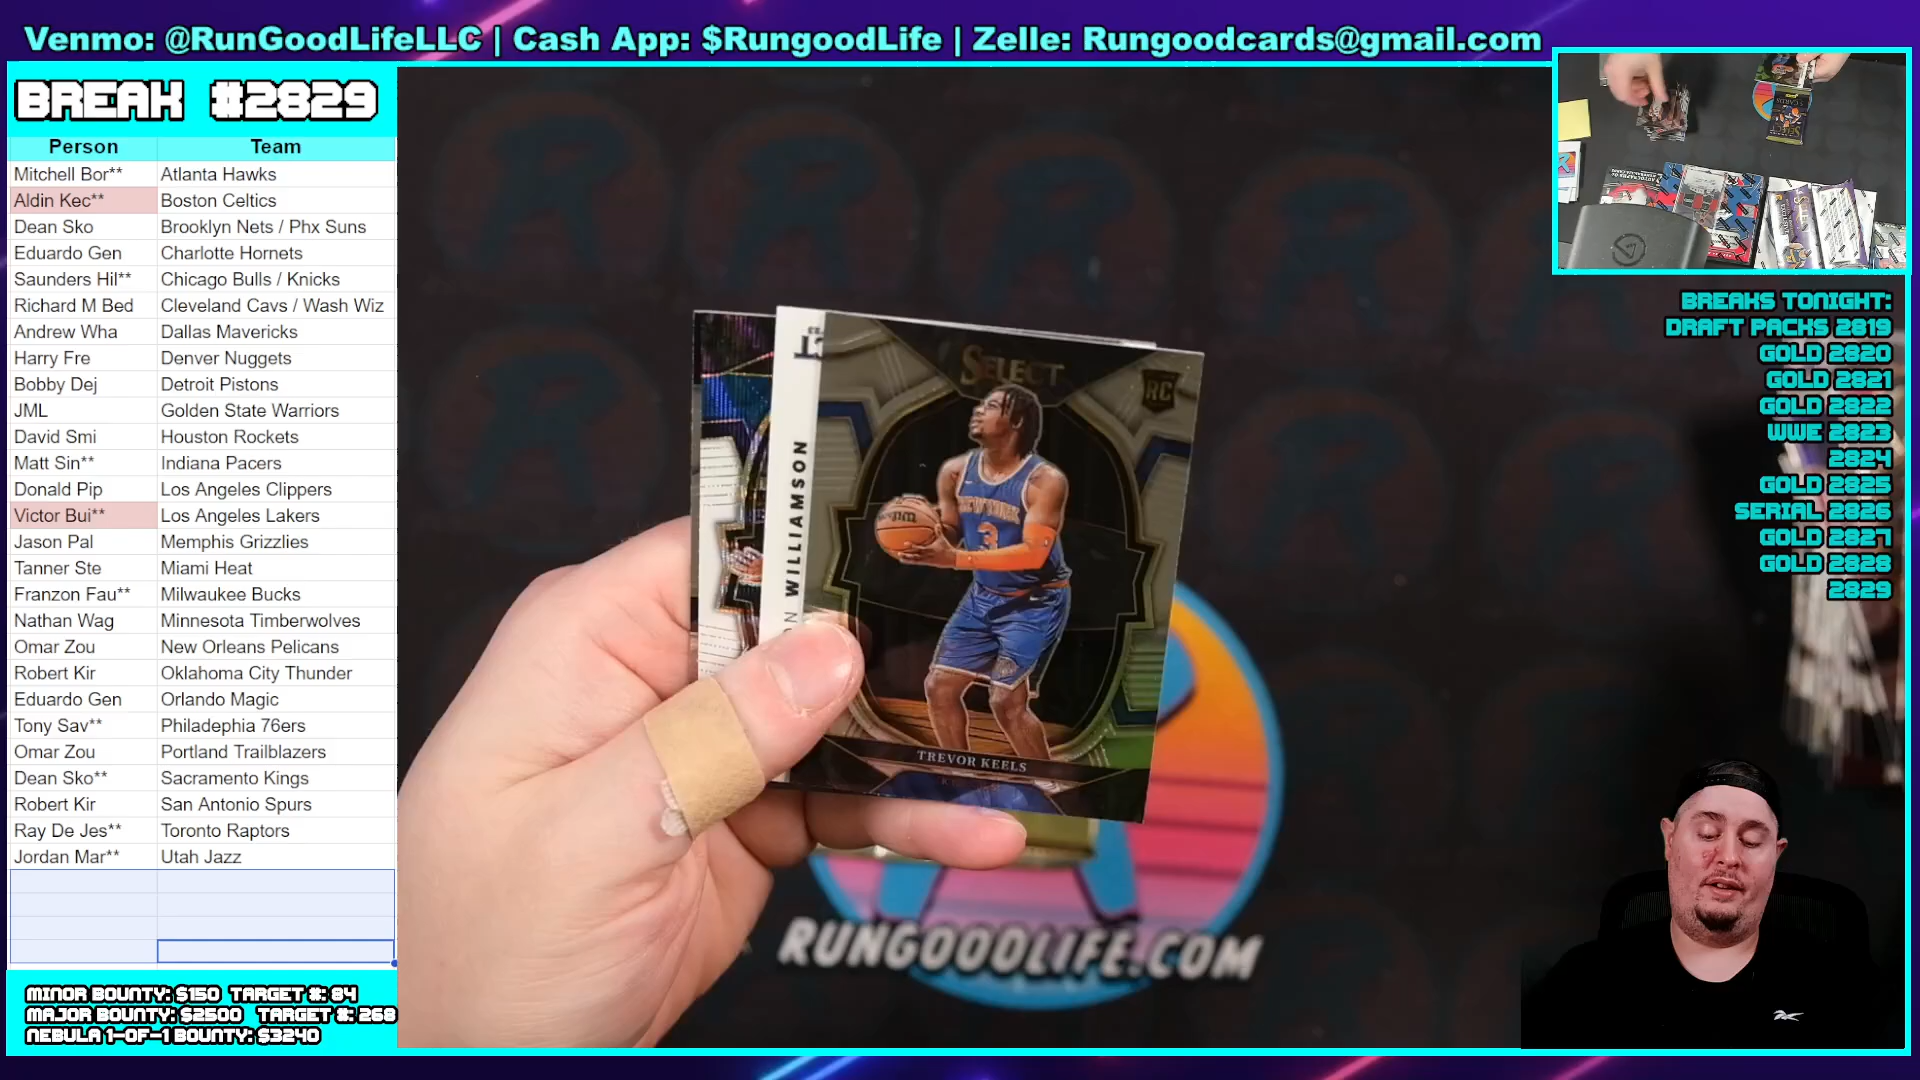 Venmo: @RunGoodLifeLLC | Cash App: $RungoodLife | Zelle: Rungoodcards@gmail.com
BREAK #2829
Person Team
Mitchell Bor** Atlanta Hawks
Aldin Kec** Boston Celtics
Dean Sko Brooklyn Nets / Phx Suns
Eduardo Gen Charlotte Hornets
Saunders Hil** Chicago Bulls / Knicks
Richard M Bed Cleveland Cavs / Wash Wiz
Andrew Wha Dallas Mavericks
Harry Fre Denver Nuggets
Bobby Dej Detroit Pistons
JML Golden State Warriors
David Smi Houston Rockets
Matt Sin** Indiana Pacers
Donald Pip Los Angeles Clippers
Victor Bui** Los Angeles Lakers
Jason Pal Memphis Grizzlies
Tanner Ste Miami Heat
Franzon Fau** Milwaukee Bucks
Nathan Wag Minnesota Timberwolves
Omar Zou New Orleans Pelicans
Robert Kir Oklahoma City Thunder
Eduardo Gen Orlando Magic
Tony Sav** Philadephia 76ers
Omar Zou Portland Trailblazers
Dean Sko** Sacramento Kings
Robert Kir San Antonio Spurs
Ray De Jes** Toronto Raptors
Jordan Mar** Utah Jazz
MINOR BOUNTY: $150 TARGET #: 84
MAJOR BOUNTY: $2500 TARGET #: 268
NEBULA 1-OF-1 BOUNTY: $3240
WILLIAMSON
SELECT
RC
NEW YORK
3
TREVOR KEELS
RUNGOODLIFE.COM
BREAKS TONIGHT:
DRAFT PACKS 2819
GOLD 2820
GOLD 2821
GOLD 2822
WWE 2823
2824
GOLD 2825
SERIAL 2826
GOLD 2827
GOLD 2828
2829